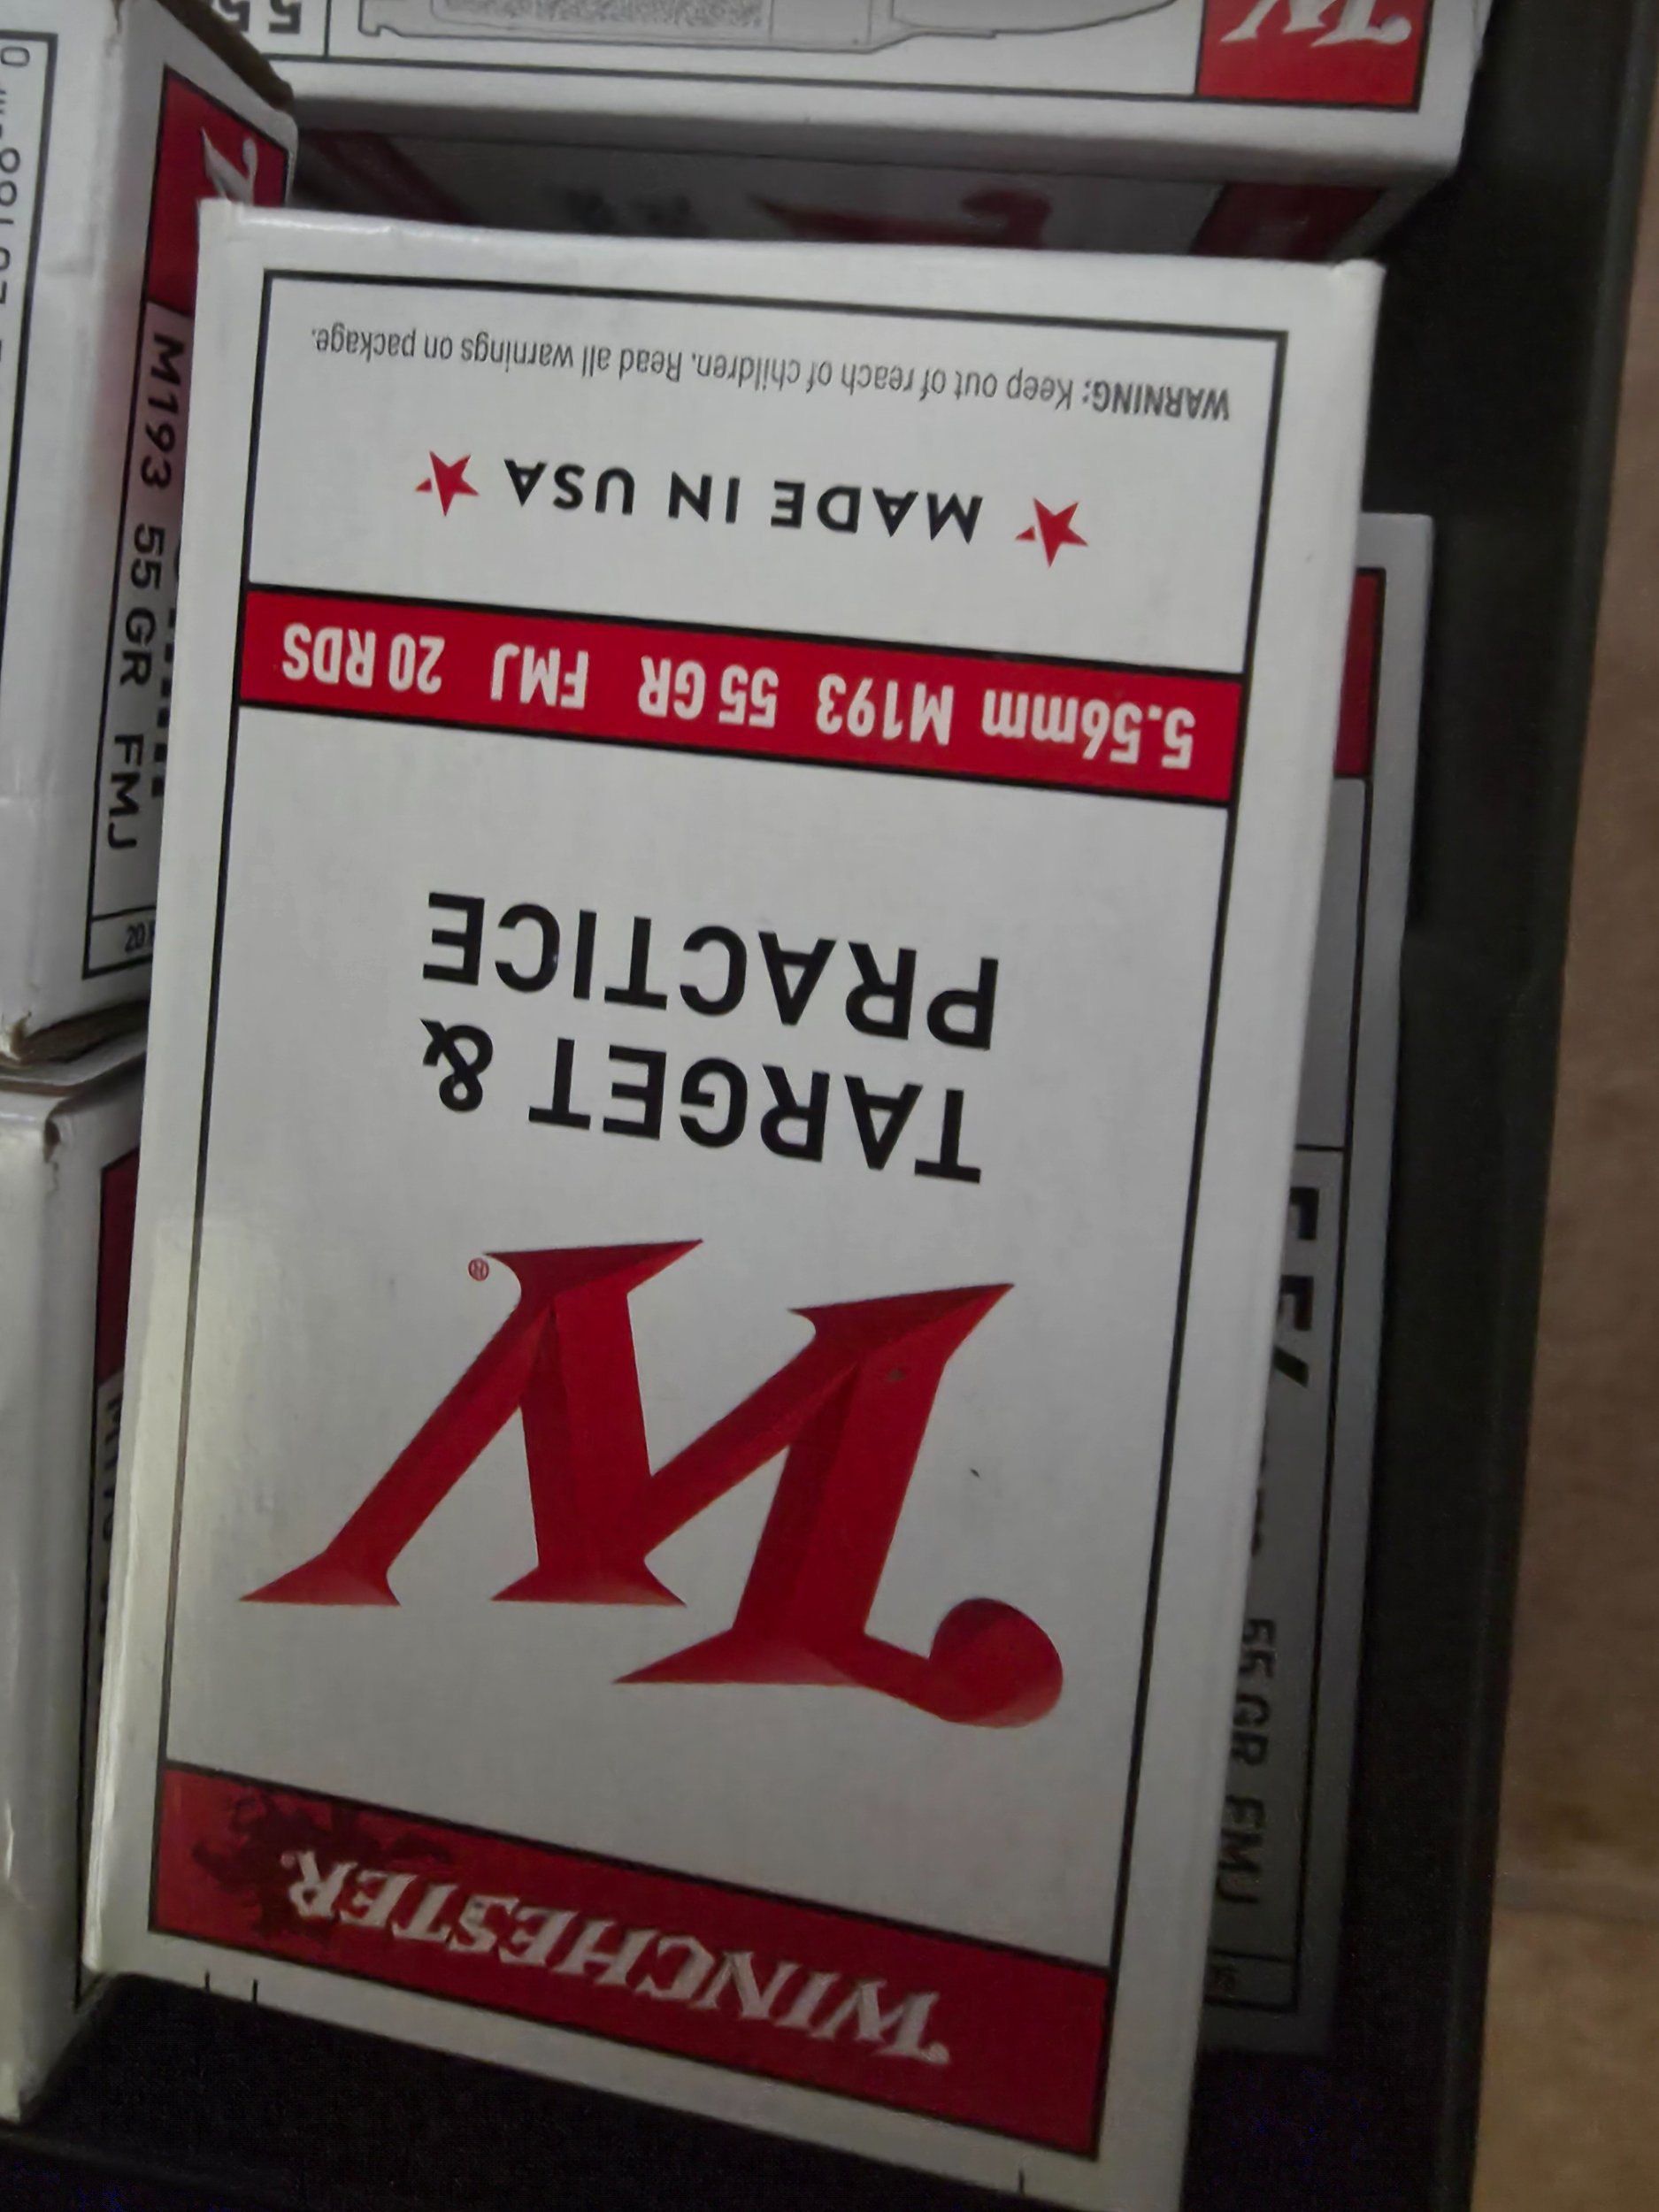 WINCHESTER
W®
TARGET &
PRACTICE
5.56mm M193 55 GR FMJ 20 RDS
★ MADE IN USA ★
WARNING: Keep out of reach of children. Read all warnings on package.
M193 55 GR FMJ
55 GR FMJ
W
55